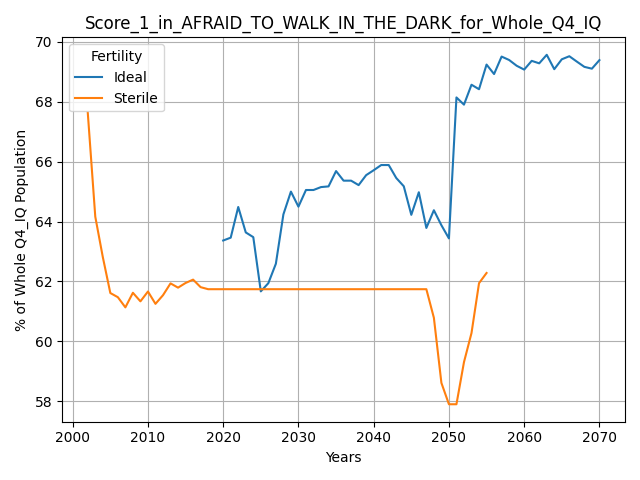 Score_1_in_AFRAID_TO_WALK_IN_THE_DARK_for_Whole_Q4_IQ
Fertility
Ideal
Sterile
% of Whole Q4_IQ Population
70
68
66
64
62
60
58
2000 2010 2020 2030 2040 2050 2060 2070
Years